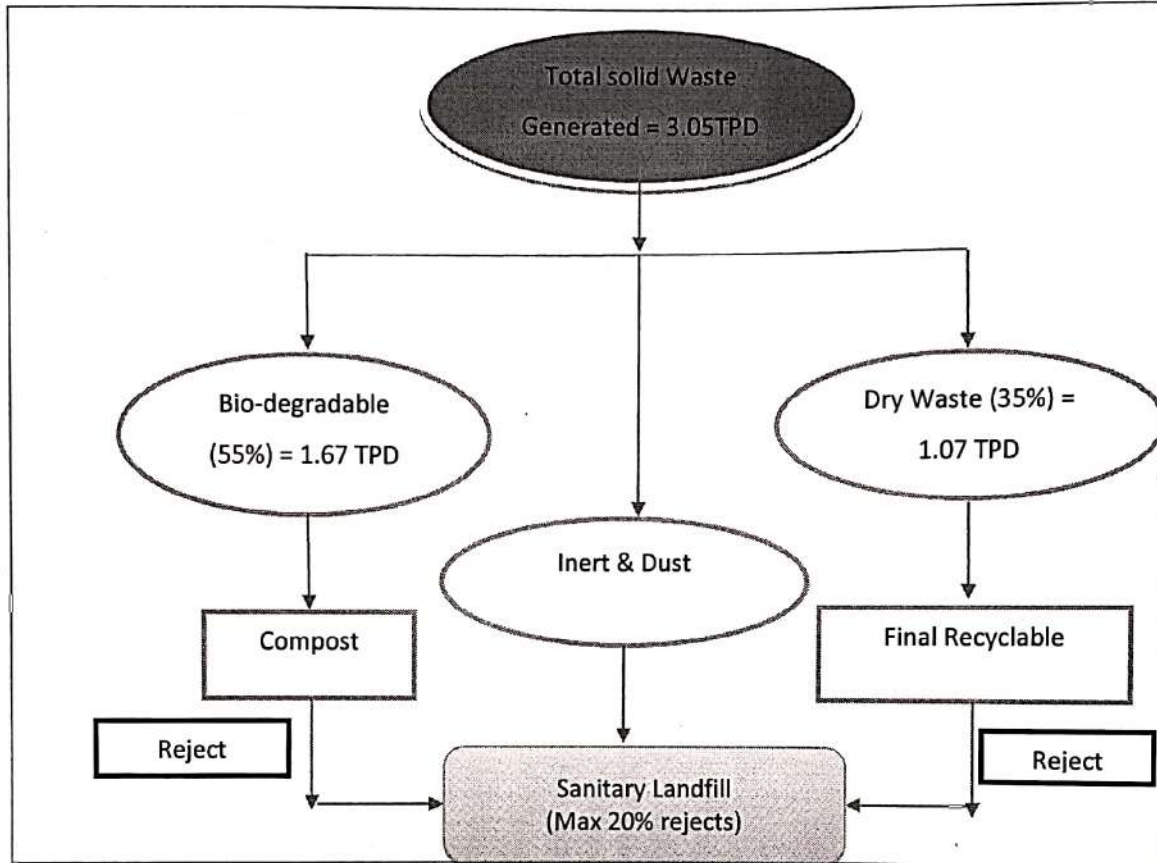 Total solid Waste
Generated = 3.05TPD
Bio-degradable
(55%) = 1.67 TPD
Dry Waste (35%) =
1.07 TPD
Inert & Dust
Compost
Final Recyclable
Reject
Reject
Sanitary Landfill
(Max 20% rejects)